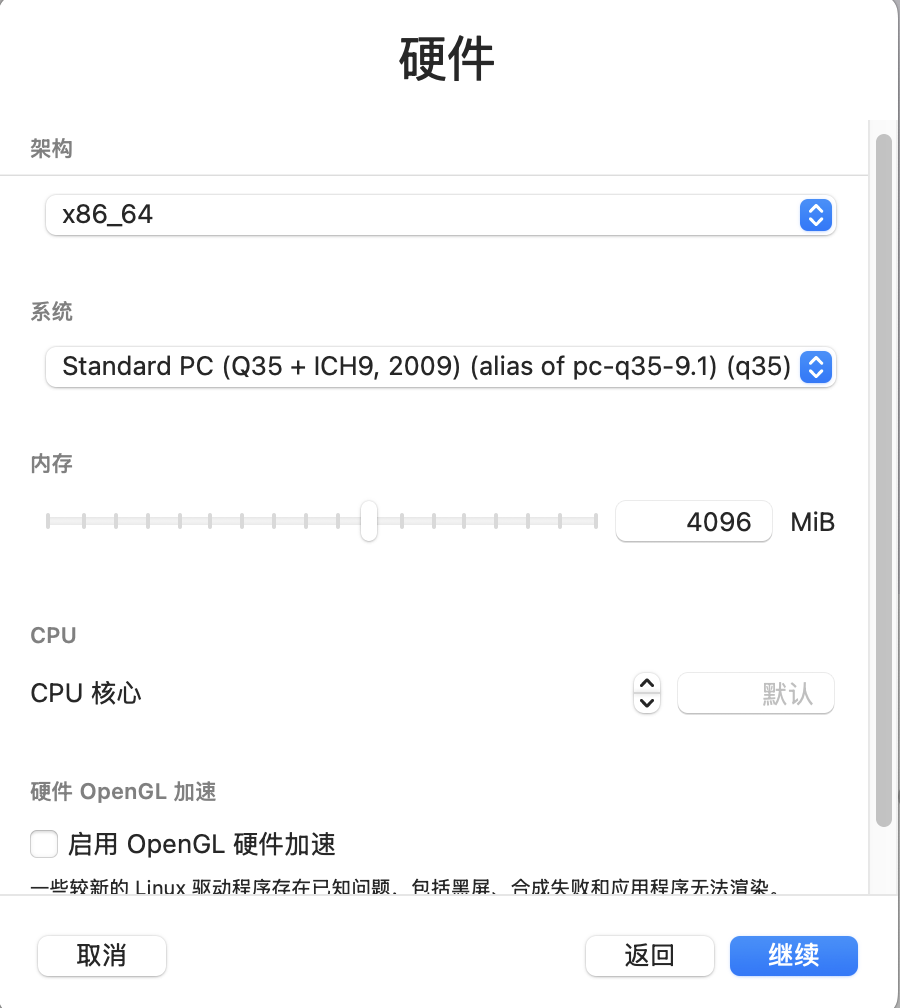 硬件
架构
x86_64
系统
Standard PC (Q35 + ICH9, 2009) (alias of pc-q35-9.1) (q35)
内存
4096 MiB
CPU
CPU 核心 默认
硬件 OpenGL 加速
启用 OpenGL 硬件加速
一些较新的 Linux 驱动程序存在已知问题，包括黑屏、合成失败和应用程序无法渲染。
取消 返回 继续